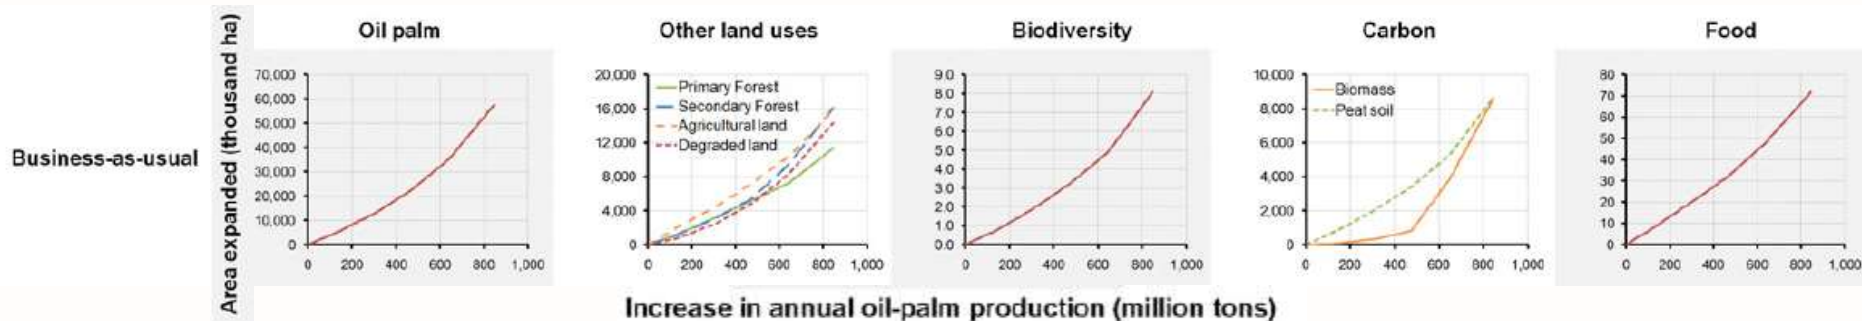 Oil palm
Other land uses
Biodiversity
Carbon
Food
Business-as-usual
Area expanded (thousand ha)
70,000
60,000
50,000
40,000
30,000
20,000
10,000
0
0 200 400 600 800 1,000
20,000
16,000
12,000
8,000
4,000
0
Primary Forest
Secondary Forest
Agricultural land
Degraded land
0 200 400 600 800 1,000
9.0
8.0
7.0
6.0
5.0
4.0
3.0
2.0
1.0
0.0
0 200 400 600 800 1,000
10,000
8,000
6,000
4,000
2,000
0
Biomass
Peat soil
0 200 400 600 800 1,000
80
70
60
50
40
30
20
10
0
0 200 400 600 800 1,000
Increase in annual oil-palm production (million tons)